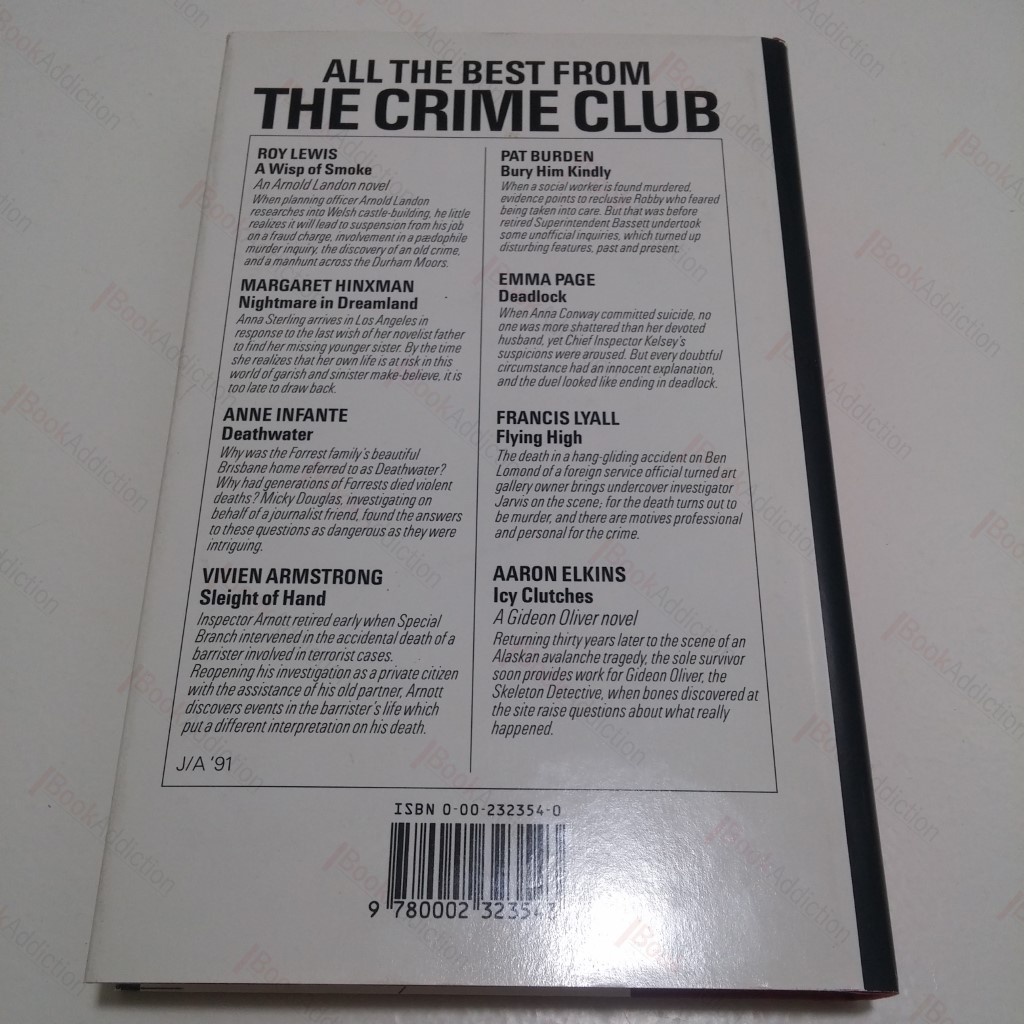 ALL THE BEST FROM
THE CRIME CLUB
ROY LEWIS
A Wisp of Smoke
An Arnold Landon novel
When planning officer Arnold Landon
researches into Welsh castle-building, he little
realizes it will lead to suspension from his job
on a fraud charge, involvement in a pædophile
murder inquiry, the discovery of an old crime,
and a manhunt across the Durham Moors.
MARGARET HINXMAN
Nightmare in Dreamland
Anna Sterling arrives in Los Angeles in
response to the last wish of her novelist father
to find her missing younger sister. By the time
she realizes that her own life is at risk in this
world of garish and sinister make-believe, it is
too late to draw back.
ANNE INFANTE
Deathwater
Why was the Forrest family's beautiful
Brisbane home referred to as Deathwater?
Why had generations of Forrests died violent
deaths? Micky Douglas, investigating on
behalf of a journalist friend, found the answers
to these questions as dangerous as they were
intriguing.
VIVIEN ARMSTRONG
Sleight of Hand
Inspector Arnott retired early when Special
Branch intervened in the accidental death of a
barrister involved in terrorist cases.
Reopening his investigation as a private citizen
with the assistance of his old partner, Arnott
discovers events in the barrister's life which
put a different interpretation on his death.
J/A '91
PAT BURDEN
Bury Him Kindly
When a social worker is found murdered,
evidence points to reclusive Robby who feared
being taken into care. But that was before
retired Superintendent Bassett undertook
some unofficial inquiries, which turned up
disturbing features, past and present.
EMMA PAGE
Deadlock
When Anna Conway committed suicide, no
one was more shattered than her devoted
husband, yet Chief Inspector Kelsey's
suspicions were aroused. But every doubtful
circumstance had an innocent explanation,
and the duel looked like ending in deadlock.
FRANCIS LYALL
Flying High
The death in a hang-gliding accident on Ben
Lomond of a foreign service official turned art
gallery owner brings undercover investigator
Jarvis on the scene; for the death turns out to
be murder, and there are motives professional
and personal for the crime.
AARON ELKINS
Icy Clutches
A Gideon Oliver novel
Returning thirty years later to the scene of an
Alaskan avalanche tragedy, the sole survivor
soon provides work for Gideon Oliver, the
Skeleton Detective, when bones discovered at
the site raise questions about what really
happened.
ISBN 0-00-232354-0
9 780002 323543
BookAddiction